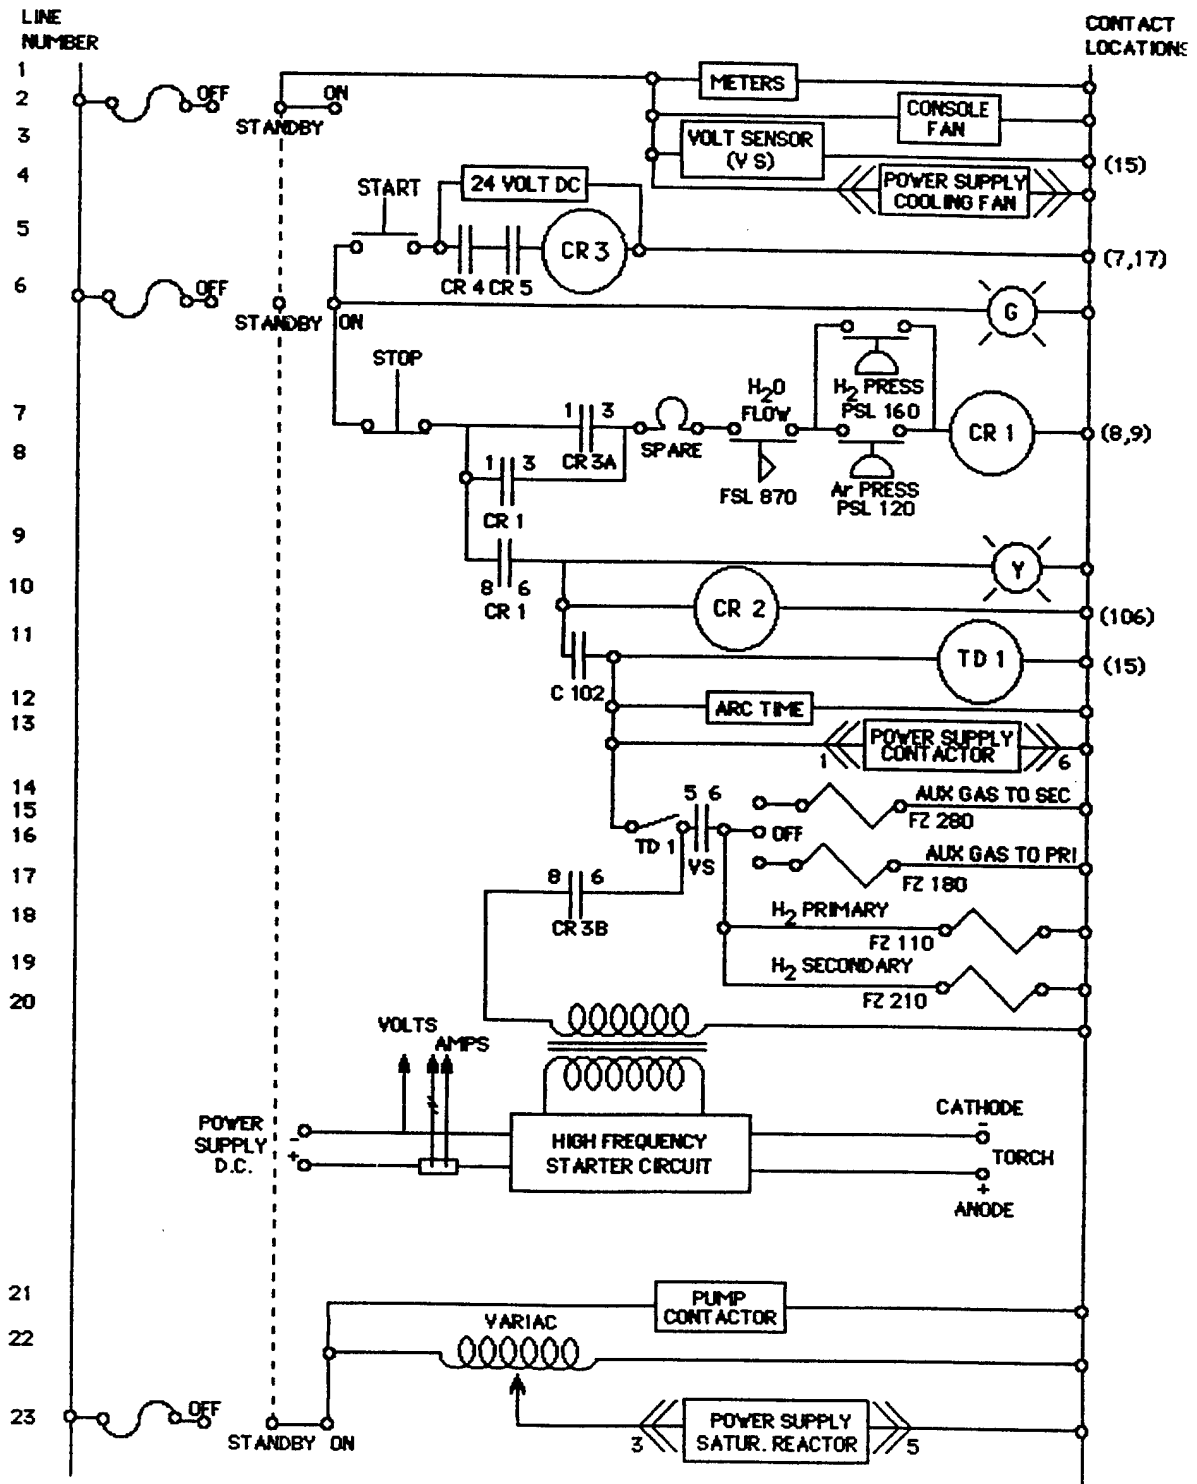 LINE
NUMBER
CONTACT
LOCATIONS
1
METERS
2
OFF
ON
STANDBY
CONSOLE
FAN
3
VOLT SENSOR
(V S)
(15)
4
START
24 VOLT DC
POWER SUPPLY
COOLING FAN
5
CR 3
CR 4 CR 5
(7,17)
6
OFF
STANDBY ON
G
STOP
H2O
FLOW
H2 PRESS
PSL 160
7
1 3
CR 3A
SPARE
CR 1
(8,9)
8
1 3
CR 1
FSL 870
Ar PRESS
PSL 120
9
8 6
CR 1
Y
10
CR 2
(106)
11
C 102
TD 1
(15)
12
ARC TIME
13
POWER SUPPLY
CONTACTOR
1
6
14
5 6
AUX GAS TO SEC
15
FZ 280
16
TD 1
VS
OFF
AUX GAS TO PRI
17
8 6
FZ 180
18
CR 3B
H2 PRIMARY
FZ 110
19
H2 SECONDARY
20
FZ 210
VOLTS
AMPS
POWER
SUPPLY
D.C.
-
+
HIGH FREQUENCY
STARTER CIRCUIT
CATHODE
-
TORCH
+
ANODE
21
PUMP
CONTACTOR
22
VARIAC
23
OFF
STANDBY ON
3
POWER SUPPLY
SATUR. REACTOR
5